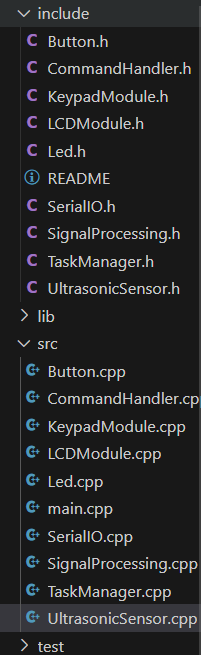 include
Button.h
CommandHandler.h
KeypadModule.h
LCDModule.h
Led.h
README
SerialIO.h
SignalProcessing.h
TaskManager.h
UltrasonicSensor.h
lib
src
Button.cpp
CommandHandler.cp
KeypadModule.cpp
LCDModule.cpp
Led.cpp
main.cpp
SerialIO.cpp
SignalProcessing.cpp
TaskManager.cpp
UltrasonicSensor.cpp
test